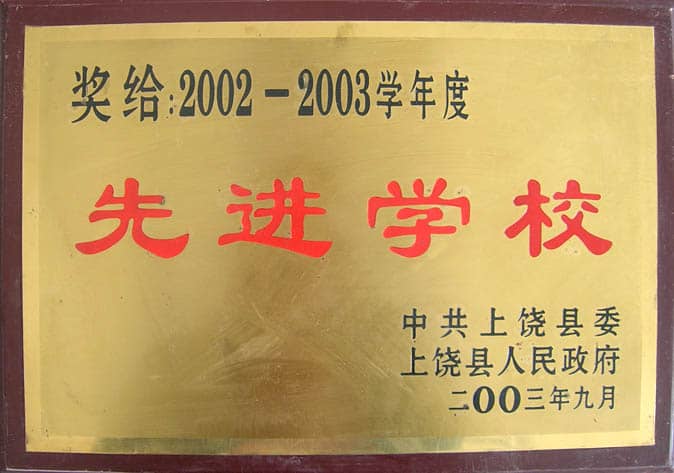 奖给:2002-2003学年度
先进学校
中共上饶县委
上饶县人民政府
二00三年九月